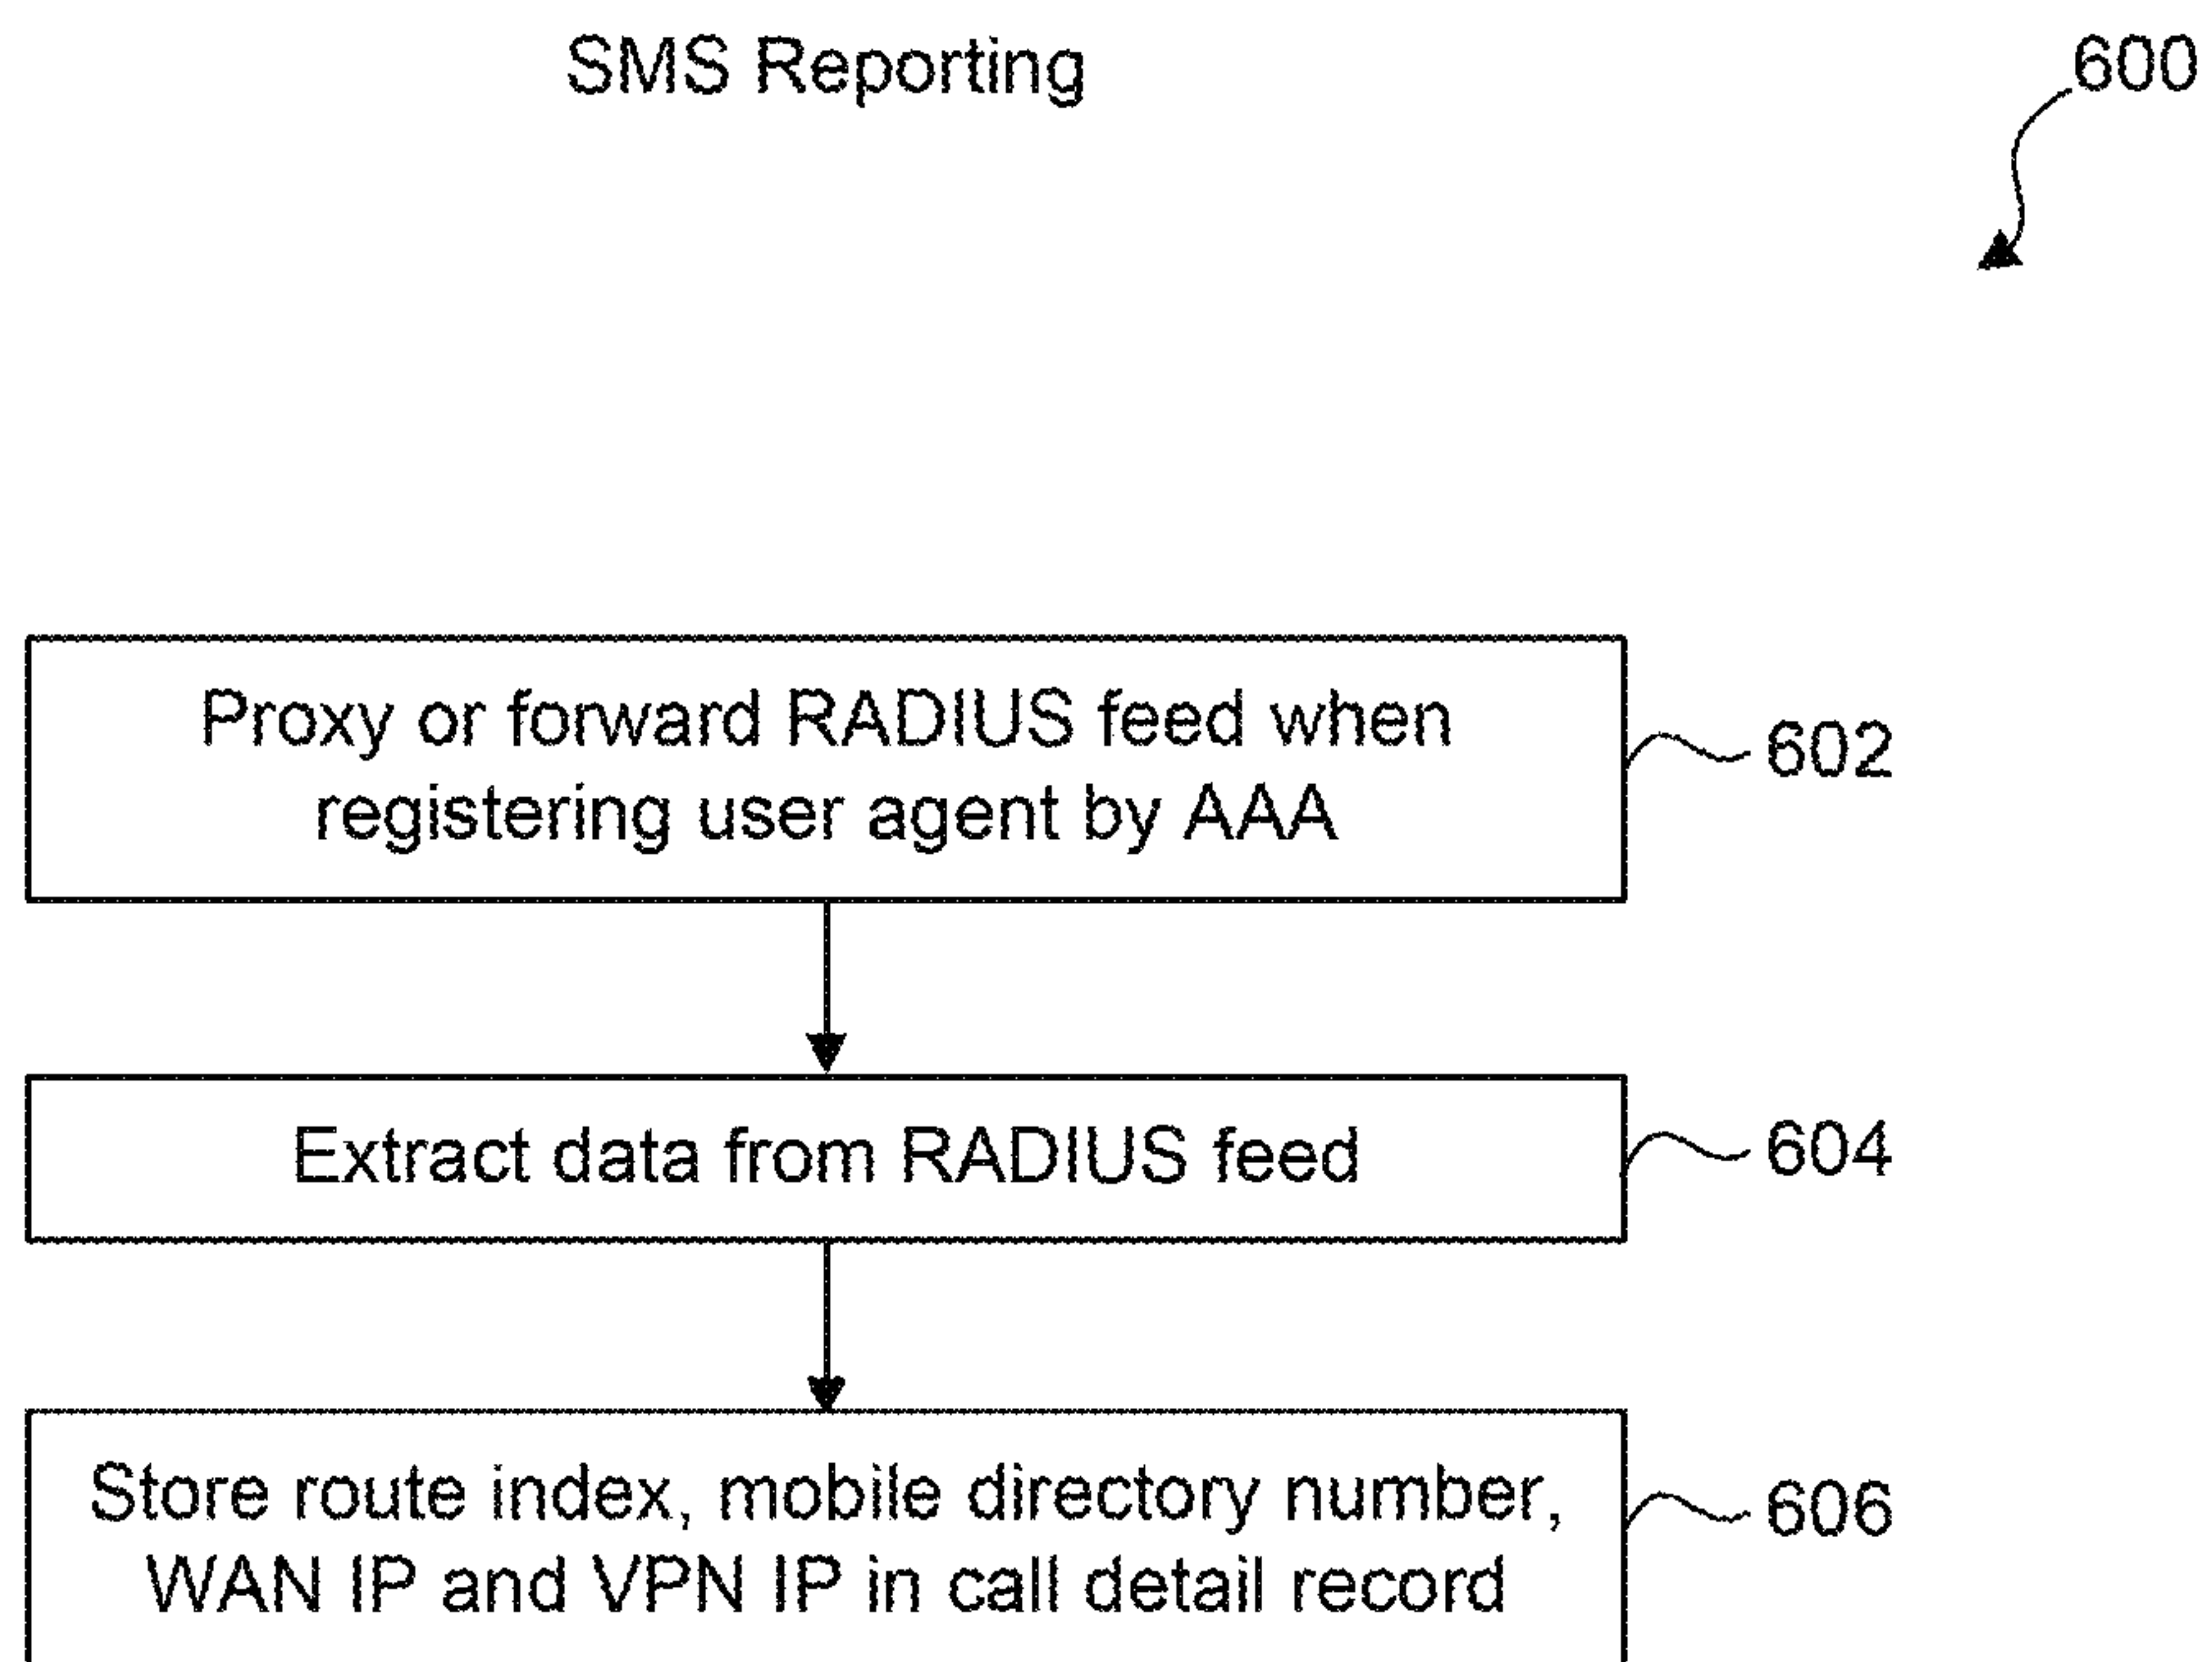 SMS Reporting
600
Proxy or forward RADIUS feed when
registering user agent by AAA
602
Extract data from RADIUS feed
604
Store route index, mobile directory number,
WAN IP and VPN IP in call detail record
606